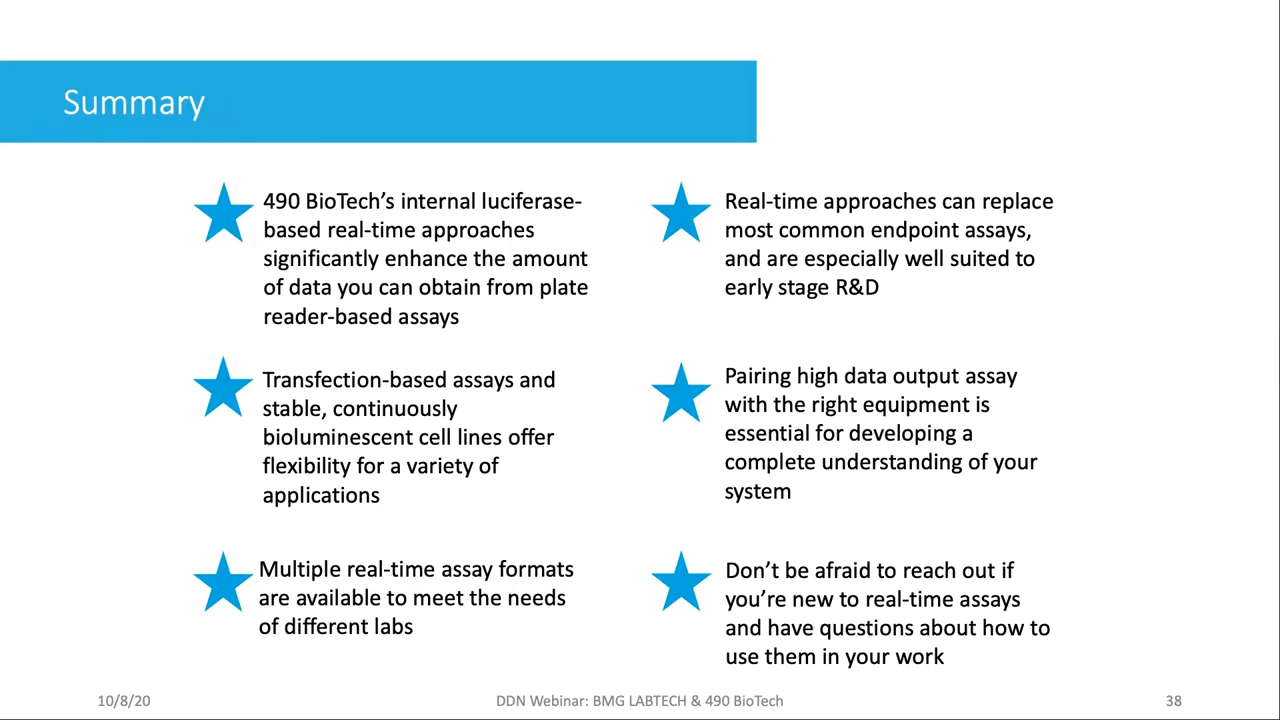 Summary
490 BioTech’s internal luciferase-
based real-time approaches
significantly enhance the amount
of data you can obtain from plate
reader-based assays
Transfection-based assays and
stable, continuously
bioluminescent cell lines offer
flexibility for a variety of
applications
Multiple real-time assay formats
are available to meet the needs
of different labs
Real-time approaches can replace
most common endpoint assays,
and are especially well suited to
early stage R&D
Pairing high data output assay
with the right equipment is
essential for developing a
complete understanding of your
system
Don’t be afraid to reach out if
you’re new to real-time assays
and have questions about how to
use them in your work
10/8/20
DDN Webinar: BMG LABTECH & 490 BioTech
38